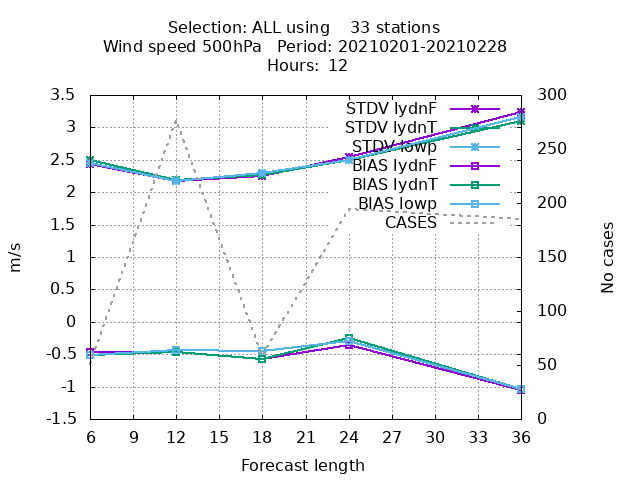 Selection: ALL using    33 stations
Wind speed 500hPa   Period: 20210201-20210228
Hours:  12
3.5
3
2.5
2
1.5
1
0.5
0
-0.5
-1
-1.5
m/s
300
250
200
150
100
50
0
No cases
STDV lydnF
STDV lydnT
STDV lowp
BIAS lydnF
BIAS lydnT
BIAS lowp
CASES
6 9 12 15 18 21 24 27 30 33 36
Forecast length